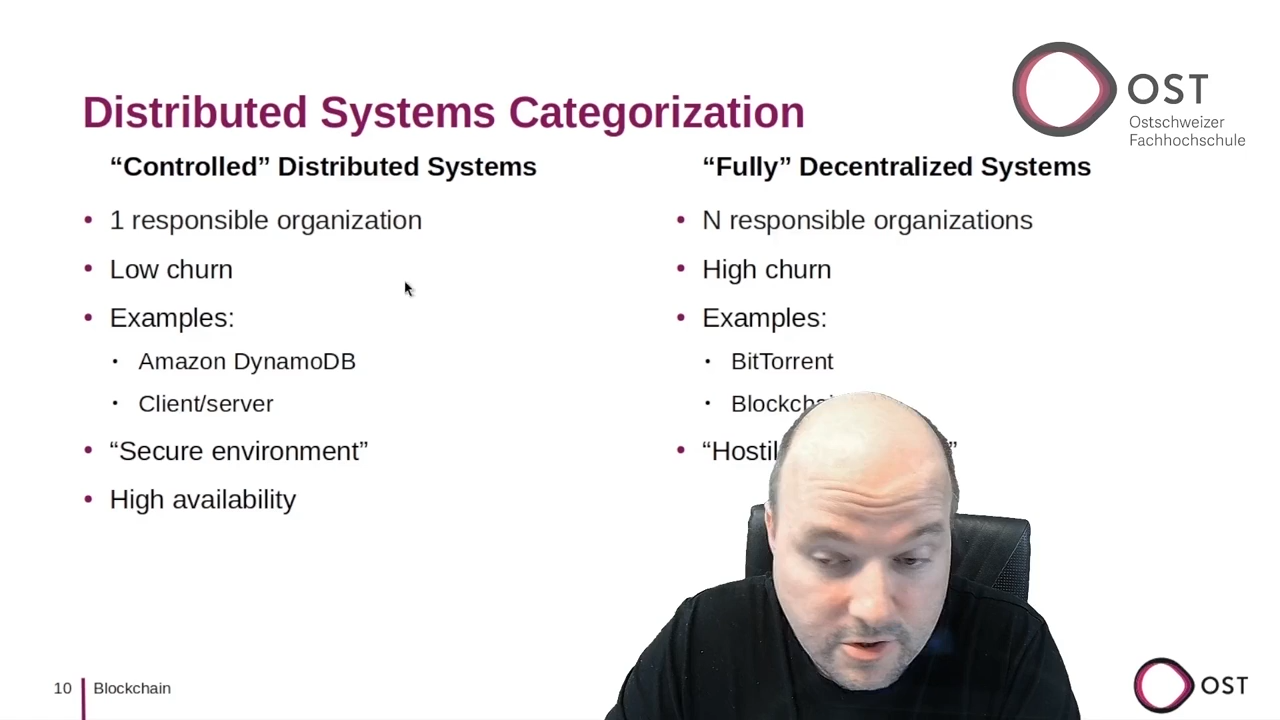 OST
Ostschweizer
Fachhochschule
Distributed Systems Categorization
“Controlled” Distributed Systems
• 1 responsible organization
• Low churn
• Examples:
• Amazon DynamoDB
• Client/server
• “Secure environment”
• High availability
“Fully” Decentralized Systems
• N responsible organizations
• High churn
• Examples:
• BitTorrent
10 Blockchain
OST